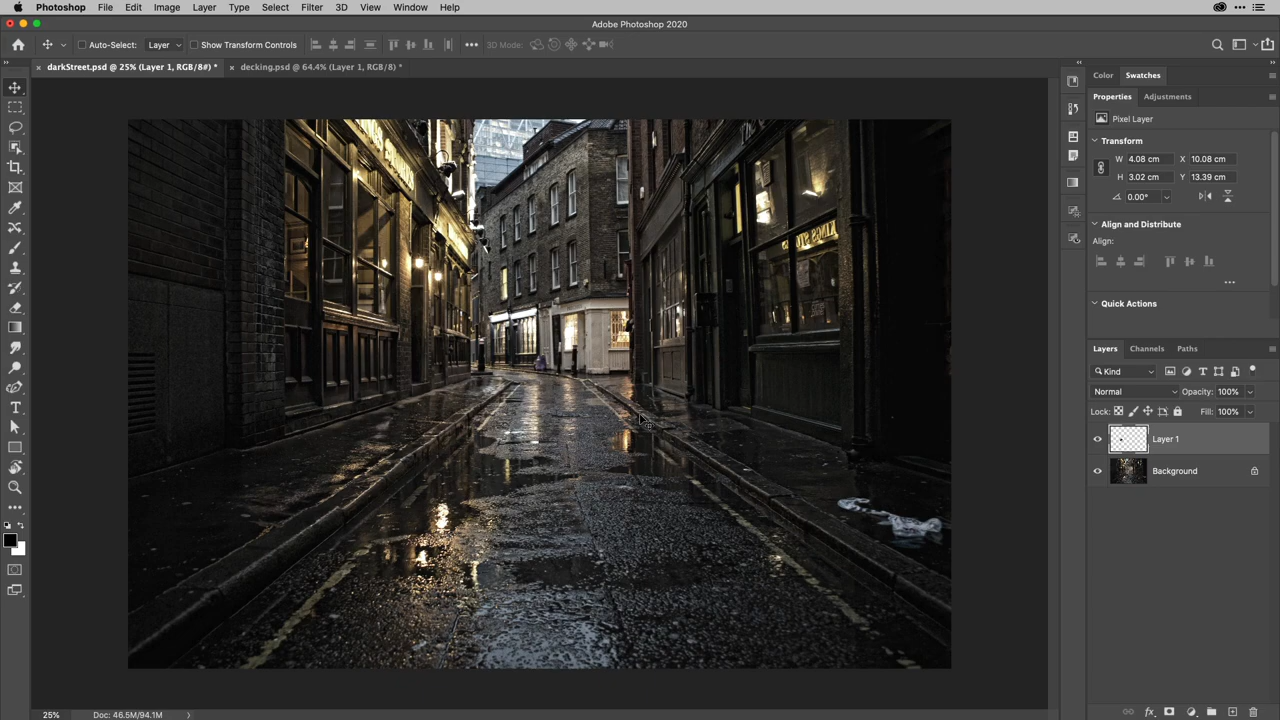 Photoshop File Edit Image Layer Type Select Filter 3D View Window Help
Adobe Photoshop 2020
Auto-Select: Layer Show Transform Controls 3D Mode:
darkStreet.psd @ 25% (Layer 1, RGB/8#) * decking.psd @ 64.4% (Layer 1, RGB/8) *
Color Swatches
Properties Adjustments
Pixel Layer
Transform
W 4.08 cm X 10.08 cm
H 3.02 cm Y 13.39 cm
0.00°
Align and Distribute
Align:
Quick Actions
Layers Channels Paths
Kind
Normal Opacity: 100%
Lock: Fill: 100%
Layer 1
Background
25% Doc: 46.5M/94.1M